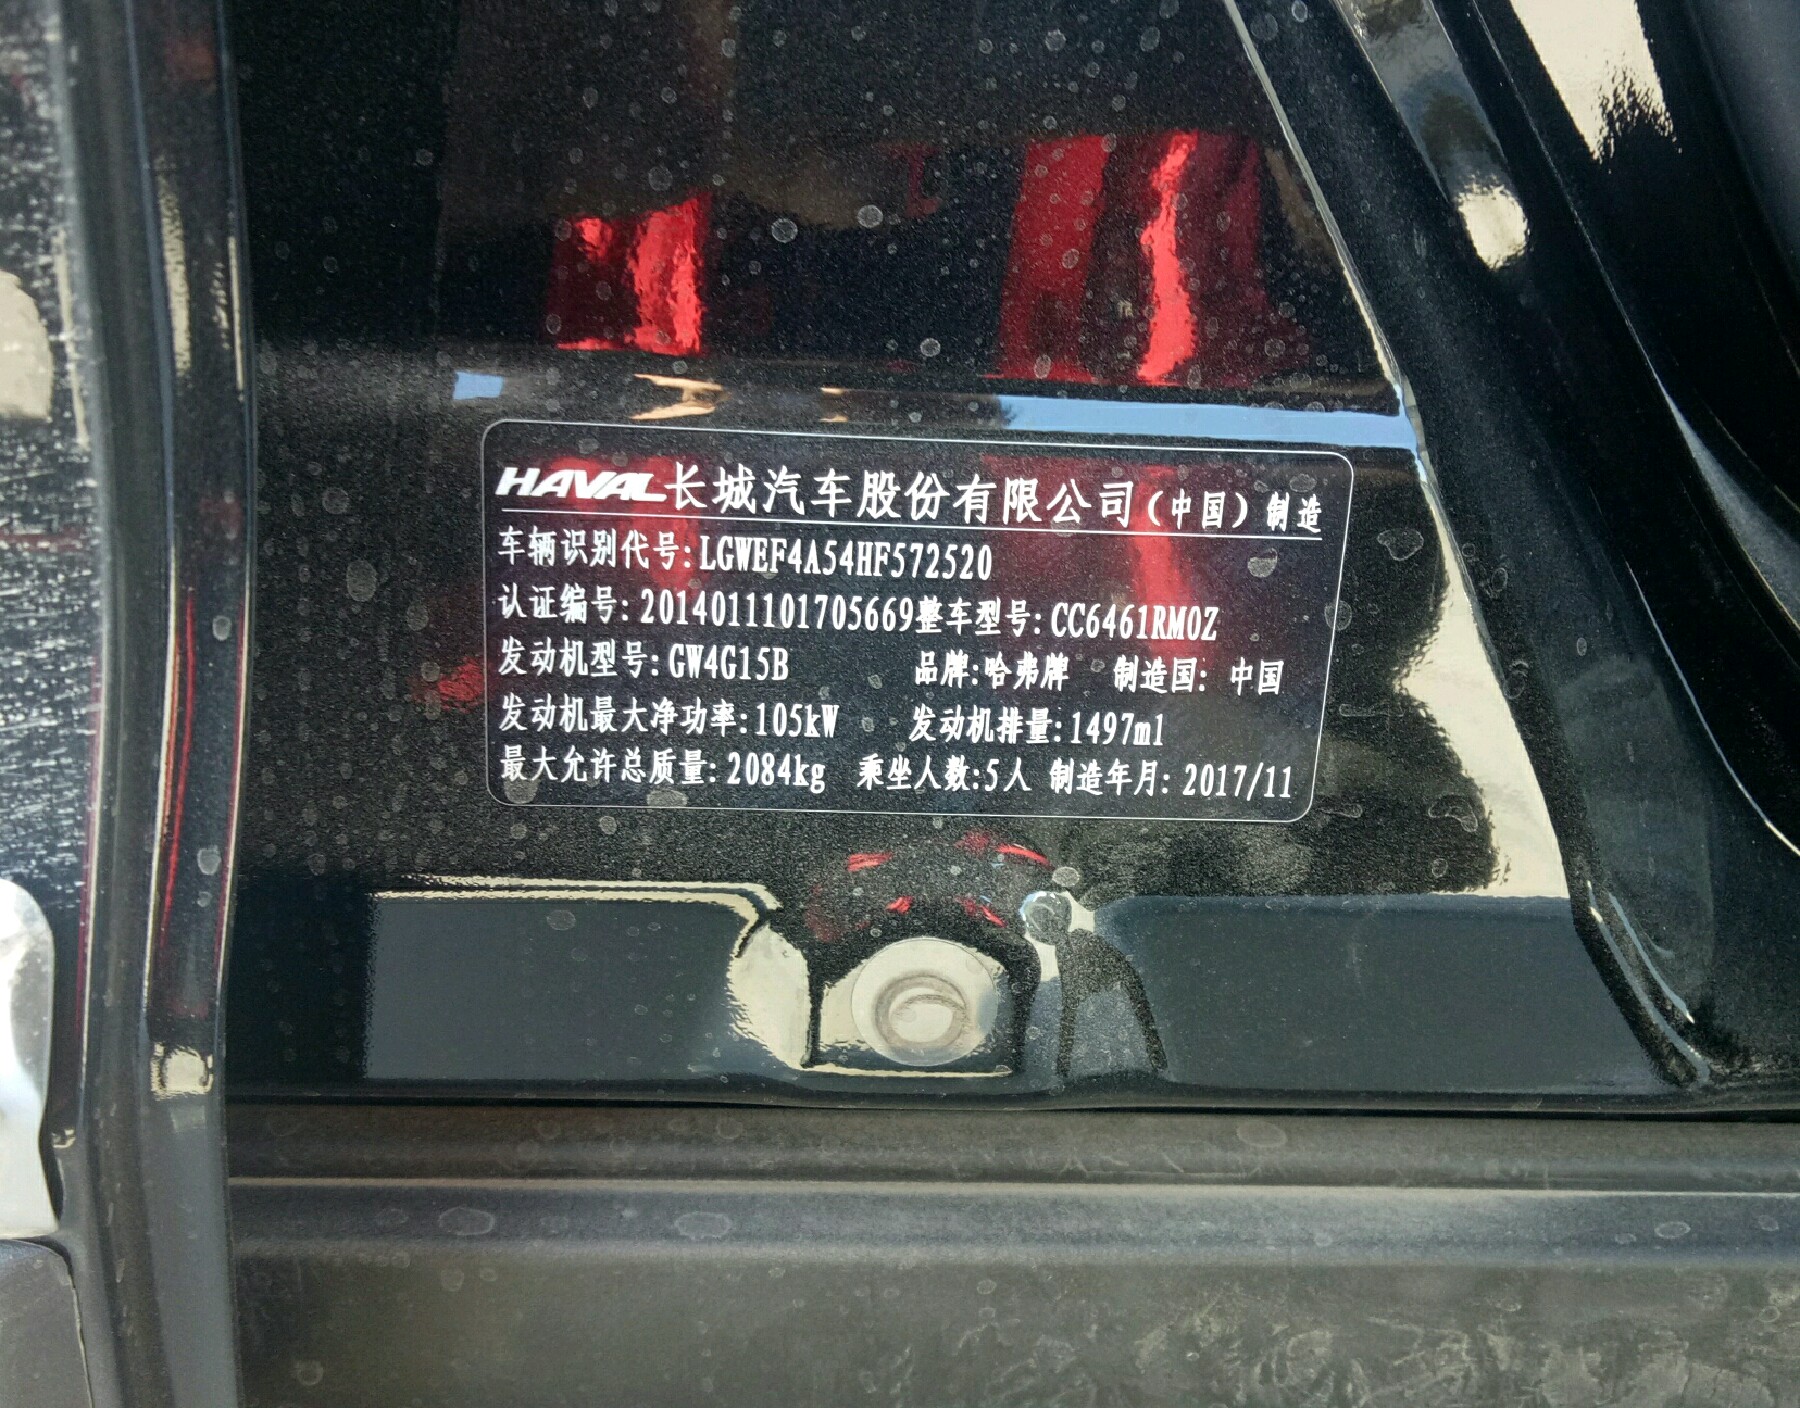 HAVAL长城汽车股份有限公司(中国)制造
车辆识别代号:LGWEF4A54HF572520
认证编号:2014011101705669整车型号:CC6461RM0Z
发动机型号:GW4G15B 品牌:哈弗牌 制造国:中国
发动机最大净功率:105kW 发动机排量:1497ml
最大允许总质量:2084kg 乘坐人数:5人 制造年月:2017/11